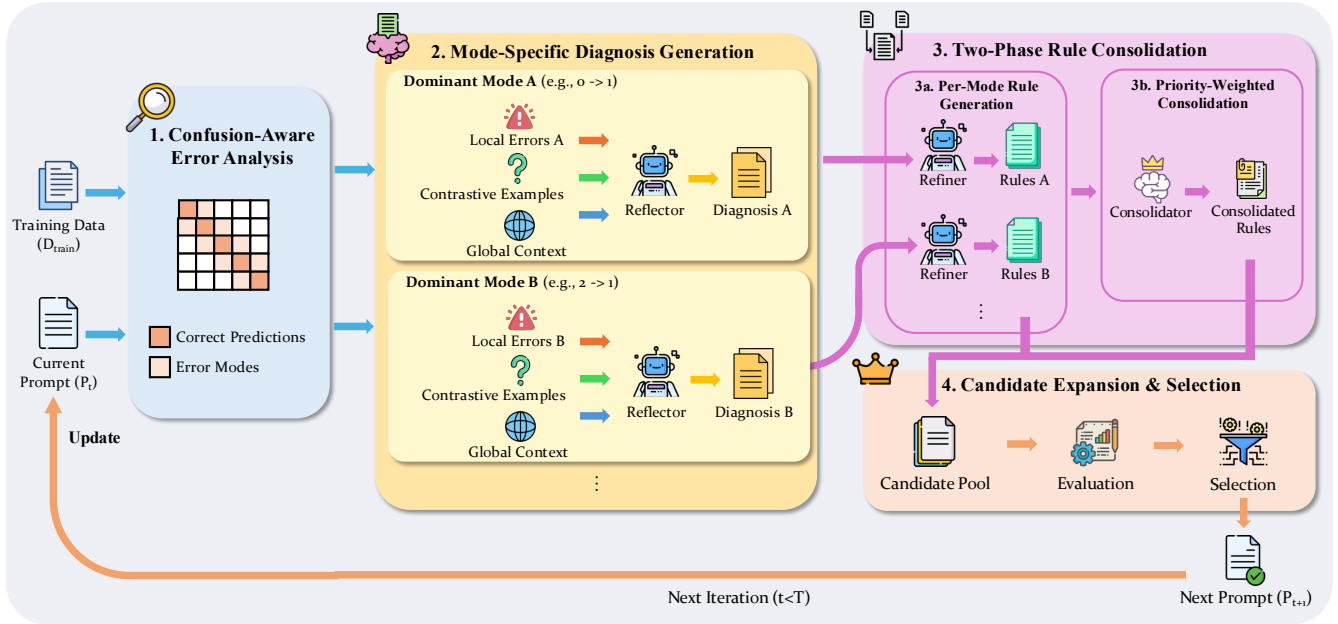 Training Data
(D_train)
Current
Prompt (P_t)
Update
1. Confusion-Aware
Error Analysis
Correct Predictions
Error Modes
2. Mode-Specific Diagnosis Generation
Dominant Mode A (e.g., 0 -> 1)
Local Errors A
Contrastive Examples
Global Context
Reflector
Diagnosis A
Dominant Mode B (e.g., 2 -> 1)
Local Errors B
Contrastive Examples
Global Context
Reflector
Diagnosis B
⋮
3. Two-Phase Rule Consolidation
3a. Per-Mode Rule
Generation
Refiner
Rules A
Refiner
Rules B
⋮
3b. Priority-Weighted
Consolidation
Consolidator
Consolidated
Rules
4. Candidate Expansion & Selection
Candidate Pool
Evaluation
Selection
Next Iteration (t<T)
Next Prompt (P_t+1)